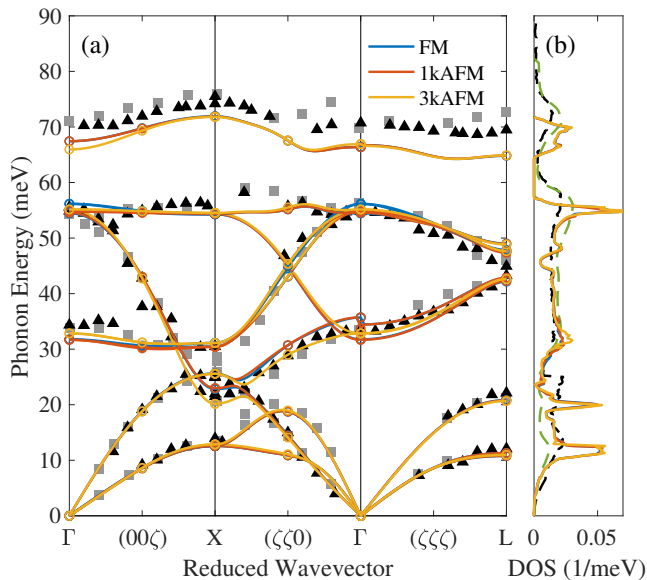 (a)
(b)
FM
1kAFM
3kAFM
90
80
70
60
50
40
30
20
10
0
Phonon Energy (meV)
Γ (00ζ) X (ζζ0) Γ (ζζζ) L
Reduced Wavevector
0 0.05
DOS (1/meV)